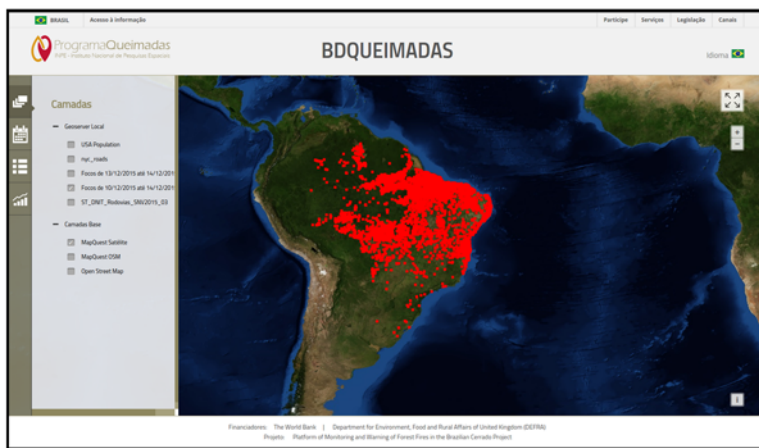 BRASIL Acesso à informação Participe Serviços Legislação Canais
ProgramaQueimadas
INPE - Instituto Nacional de Pesquisas Espaciais
BDQUEIMADAS
Idioma
Camadas
Geoserver Local
USA Population
nyc_roads
Focos de 13/12/2015 até 14/12/201
Focos de 10/12/2015 até 14/12/201
ST_DNIT_Rodovias_SNV2015_03
Camadas Base
MapQuest Satélite
MapQuest OSM
Open Street Map
+
-
i
Financiadores: The World Bank | Department for Environment, Food and Rural Affairs of United Kingdom (DEFRA)
Projeto: Platform of Monitoring and Warning of Forest Fires in the Brazilian Cerrado Project